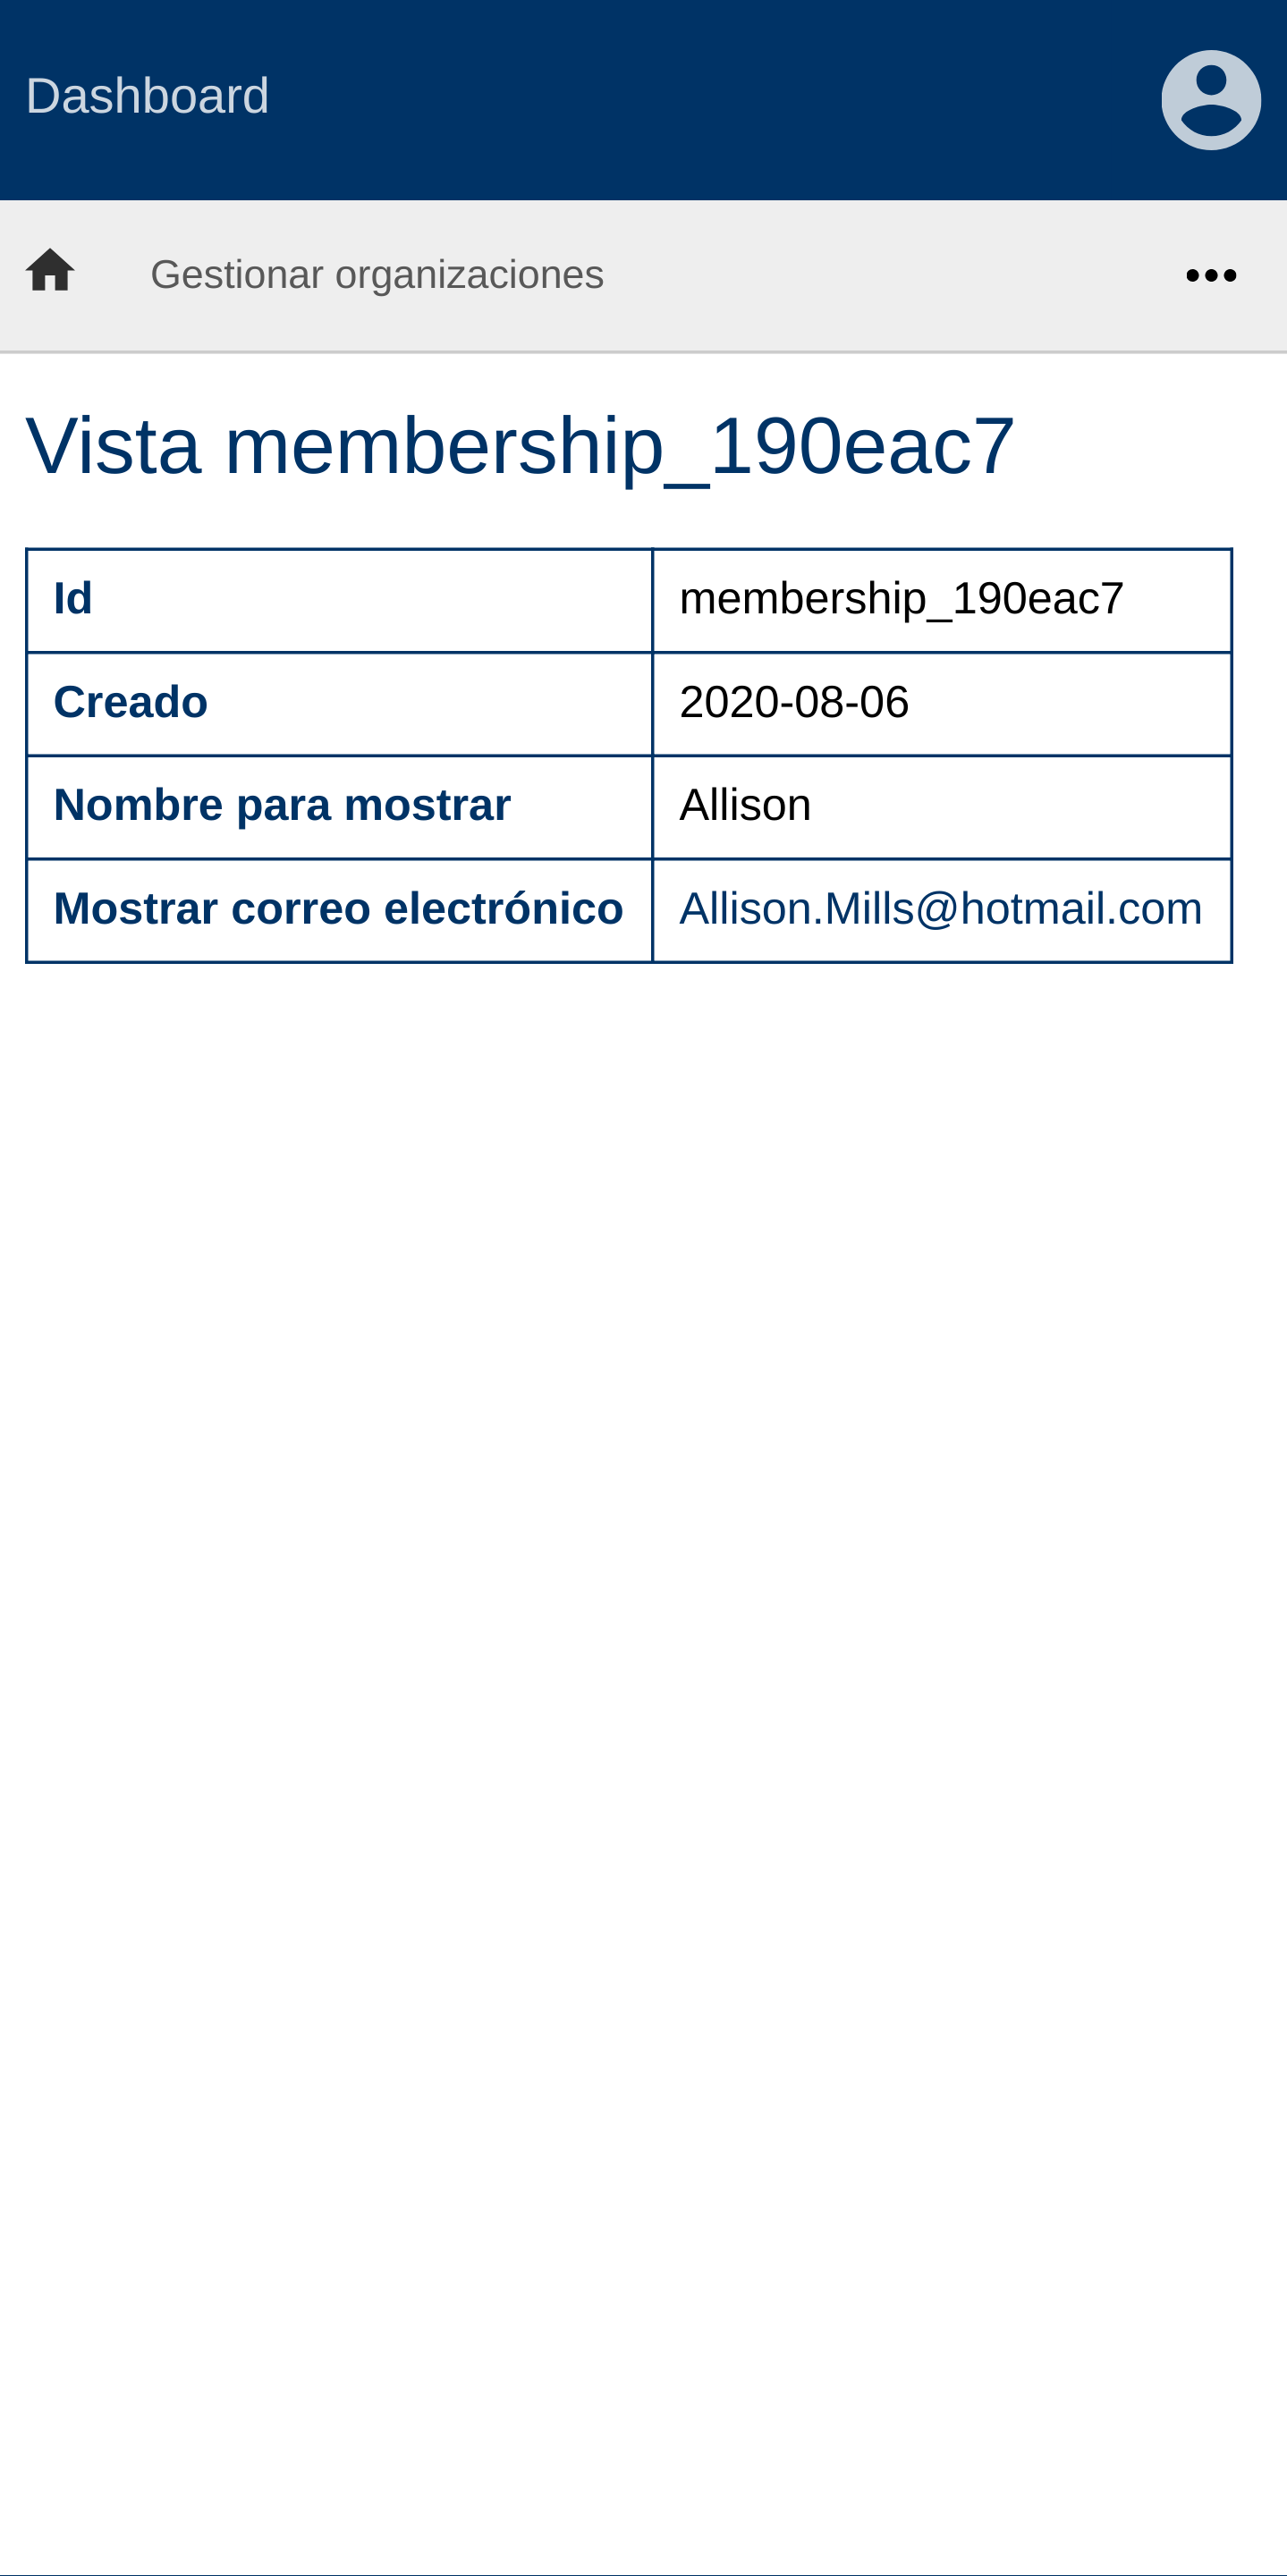 Dashboard
Gestionar organizaciones
Vista membership_190eac7
Id membership_190eac7
Creado 2020-08-06
Nombre para mostrar Allison
Mostrar correo electrónico Allison.Mills@hotmail.com